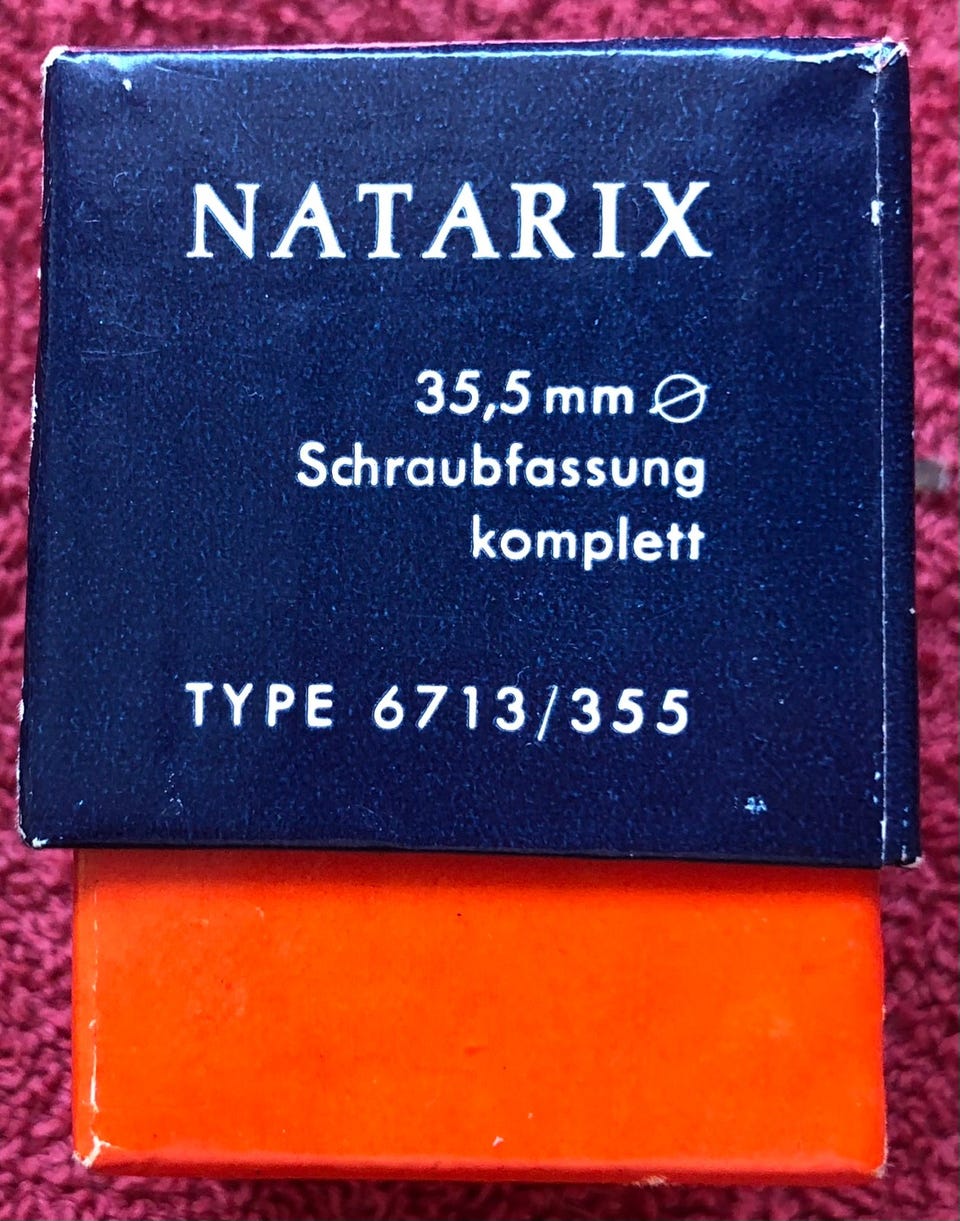 NATARIX
35,5 mm ⌀
Schraubfassung
komplett
TYPE 6713/355